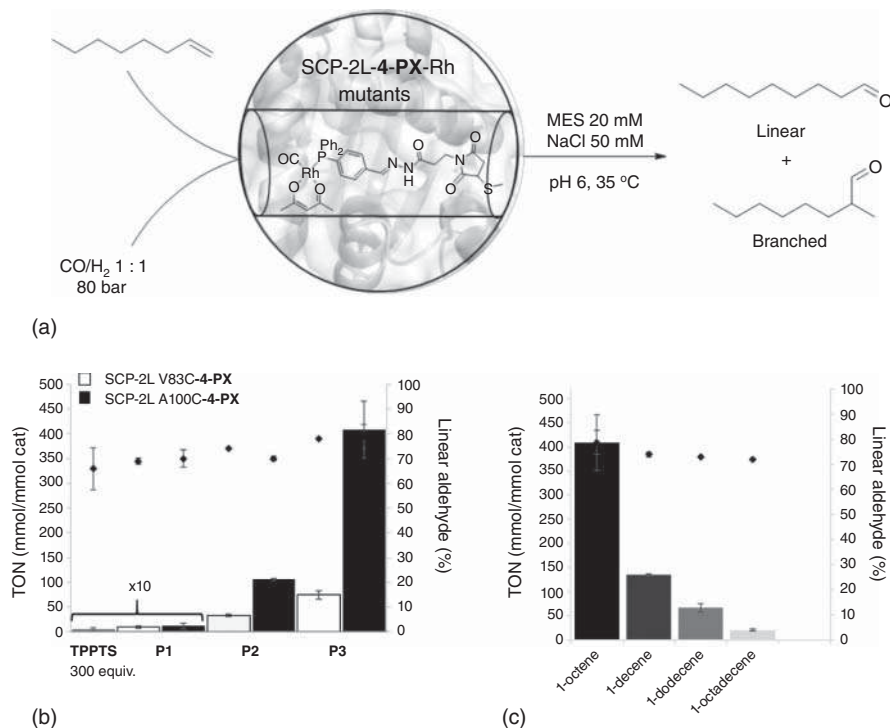 SCP-2L-4-PX-Rh
mutants
Ph2
OC
P
Rh
O
O
N
N
H
O
O
N
O
S
MES 20 mM
NaCl 50 mM
pH 6, 35 °C
O
Linear
+
O
Branched
CO/H2 1 : 1
80 bar
(a)
SCP-2L V83C-4-PX
SCP-2L A100C-4-PX
TON (mmol/mmol cat)
500
450
400
350
300
250
200
150
100
50
0
x10
TPPTS
300 equiv.
P1
P2
P3
100
90
80
70
60
50
40
30
20
10
0
Linear aldehyde (%)
(b)
TON (mmol/mmol cat)
500
450
400
350
300
250
200
150
100
50
0
1-octene
1-decene
1-dodecene
1-octadecene
100
90
80
70
60
50
40
30
20
10
0
Linear aldehyde (%)
(c)